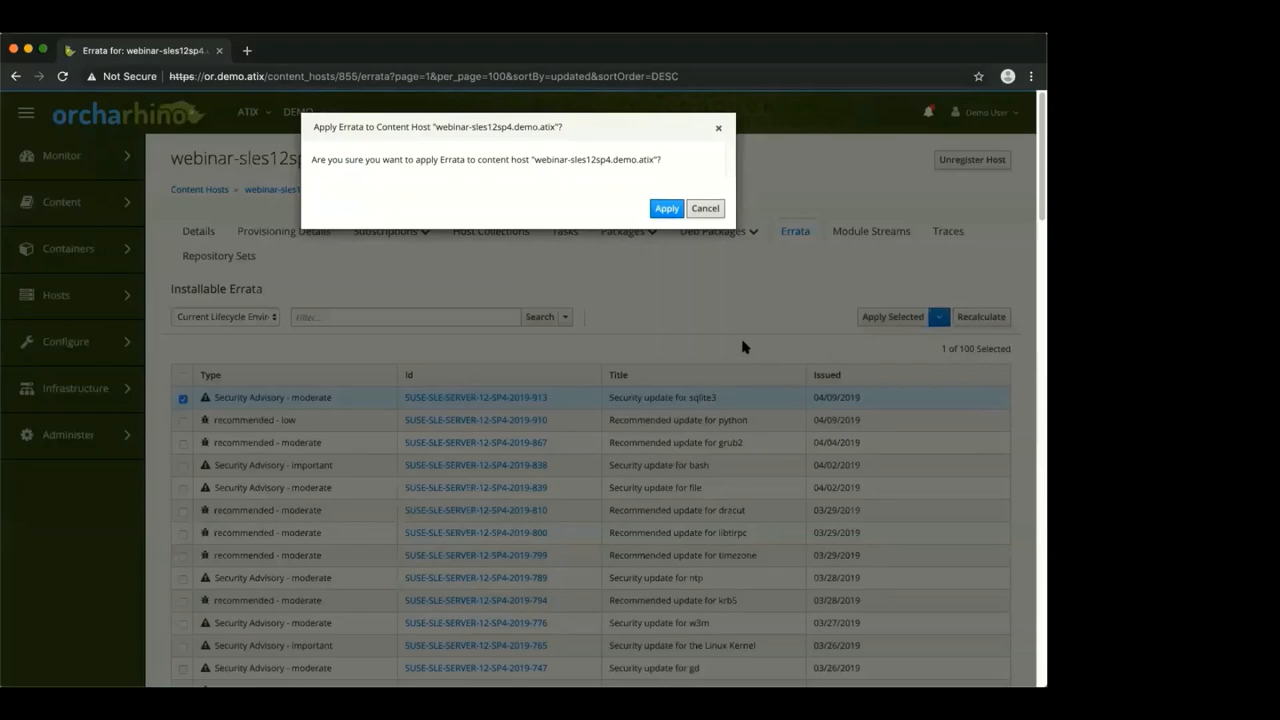 Errata for: webinar-sles12sp4.
Not Secure https://or.demo.atix/content_hosts/855/errata?page=1&per_page=100&sortBy=updated&sortOrder=DESC
orcharhino ATIX DEMO Demo User
Apply Errata to Content Host "webinar-sles12sp4.demo.atix"?
Are you sure you want to apply Errata to content host "webinar-sles12sp4.demo.atix"?
Apply Cancel
Monitor
Content
Containers
Hosts
Configure
Infrastructure
Administer
webinar-sles12sp
Unregister Host
Content Hosts » webinar-sles1
Details Provisioning Details Subscriptions Host Collections Tasks Packages Deb Packages Errata Module Streams Traces
Repository Sets
Installable Errata
Current Lifecycle Envir Filter... Search Apply Selected Recalculate
1 of 100 Selected
Type Id Title Issued
Security Advisory - moderate SUSE-SLE-SERVER-12-SP4-2019-913 Security update for sqlite3 04/09/2019
recommended - low SUSE-SLE-SERVER-12-SP4-2019-910 Recommended update for python 04/09/2019
recommended - moderate SUSE-SLE-SERVER-12-SP4-2019-867 Recommended update for grub2 04/04/2019
Security Advisory - important SUSE-SLE-SERVER-12-SP4-2019-838 Security update for bash 04/02/2019
Security Advisory - moderate SUSE-SLE-SERVER-12-SP4-2019-839 Security update for file 04/02/2019
recommended - moderate SUSE-SLE-SERVER-12-SP4-2019-810 Recommended update for dracut 03/29/2019
recommended - moderate SUSE-SLE-SERVER-12-SP4-2019-800 Recommended update for libtirpc 03/29/2019
recommended - moderate SUSE-SLE-SERVER-12-SP4-2019-799 Recommended update for timezone 03/29/2019
Security Advisory - moderate SUSE-SLE-SERVER-12-SP4-2019-789 Security update for ntp 03/28/2019
recommended - moderate SUSE-SLE-SERVER-12-SP4-2019-794 Recommended update for krb5 03/28/2019
Security Advisory - moderate SUSE-SLE-SERVER-12-SP4-2019-776 Security update for w3m 03/27/2019
Security Advisory - important SUSE-SLE-SERVER-12-SP4-2019-765 Security update for the Linux Kernel 03/26/2019
Security Advisory - moderate SUSE-SLE-SERVER-12-SP4-2019-747 Security update for gd 03/26/2019